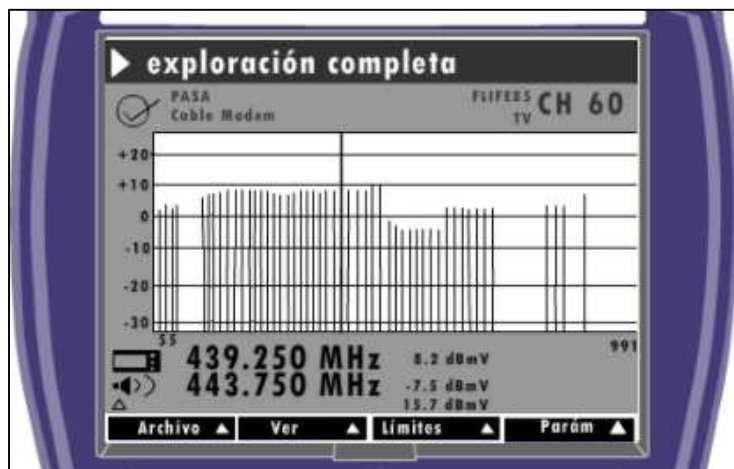 exploración completa
PASA
Cable Modem
FLIFEES
TV
CH 60
+20
+10
0
-10
-20
-30
55
991
439.250 MHz 8.2 dBmV
443.750 MHz -7.5 dBmV
△ 15.7 dBmV
Archivo Ver Límites Parám